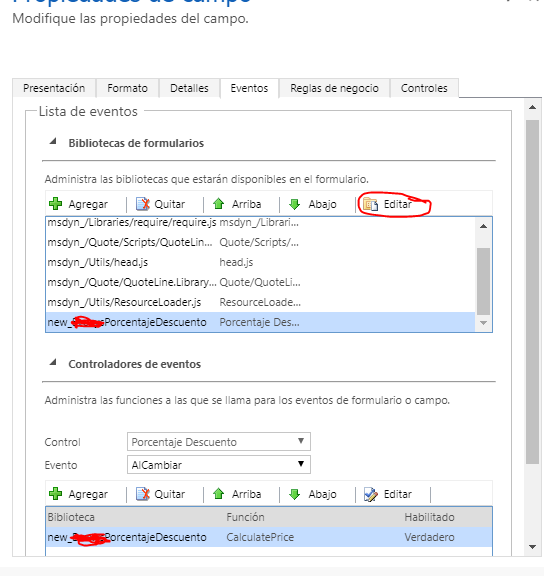 Propiedades de campo
Modifique las propiedades del campo.
Presentación Formato Detalles Eventos Reglas de negocio Controles
Lista de eventos
Bibliotecas de formularios
Administra las bibliotecas que estarán disponibles en el formulario.
Agregar Quitar Arriba Abajo Editar
msdyn_/Libraries/require/require.js msdyn_/Librari...
msdyn_/Quote/Scripts/QuoteLin... Quote/Scripts/...
msdyn_/Utils/head.js head.js
msdyn_/Quote/QuoteLine.Library... Quote/QuoteLi...
msdyn_/Utils/ResourceLoader.js ResourceLoade...
new_ PorcentajeDescuento Porcentaje Des...
Controladores de eventos
Administra las funciones a las que se llama para los eventos de formulario o campo.
Control Porcentaje Descuento
Evento AlCambiar
Agregar Quitar Arriba Abajo Editar
Biblioteca Función Habilitado
new_ PorcentajeDescuento CalculatePrice Verdadero